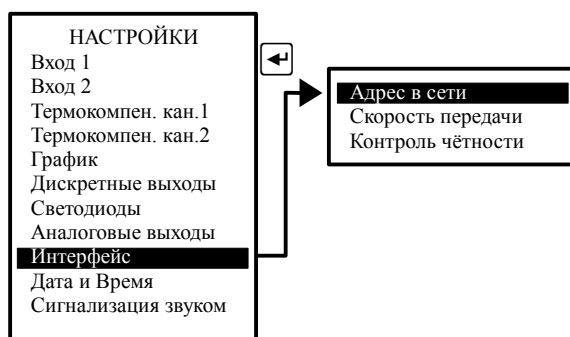 НАСТРОЙКИ
Вход 1
Вход 2
Термокомпен. кан.1
Термокомпен. кан.2
График
Дискретные выходы
Светодиоды
Аналоговые выходы
Интерфейс
Дата и Время
Сигнализация звуком
Адрес в сети
Скорость передачи
Контроль чётности